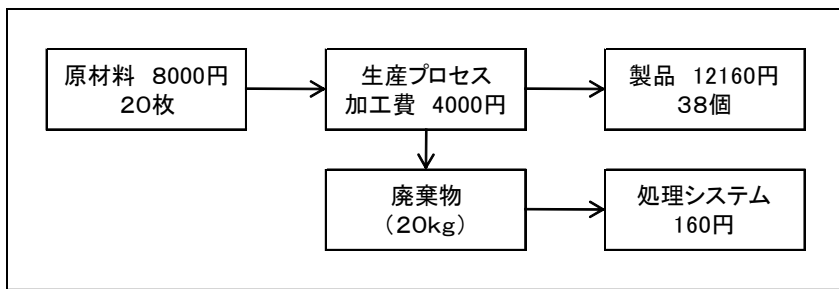 原材料 8000円
20枚
生産プロセス
加工費 4000円
製品 12160円
38個
廃棄物
(20kg)
処理システム
160円